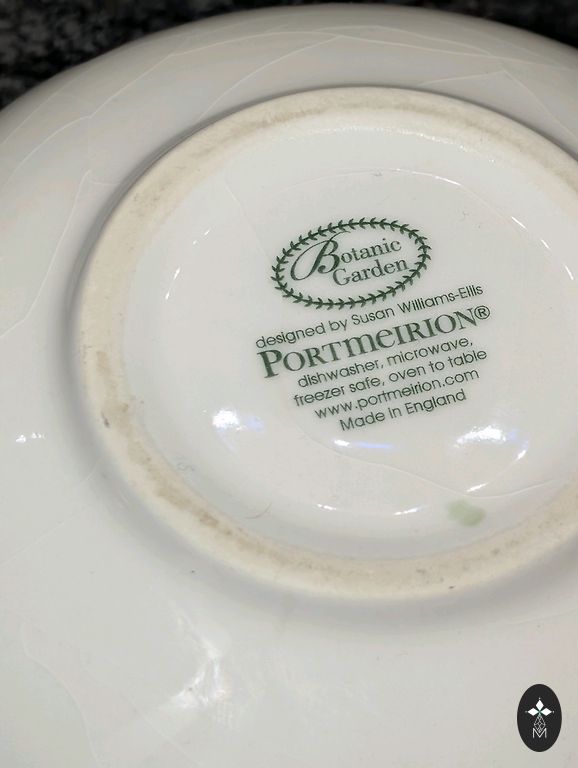 Botanic
Garden
designed by Susan Williams-Ellis
PORTMEIRION®
dishwasher, microwave,
freezer safe, oven to table
www.portmeirion.com
Made in England
M